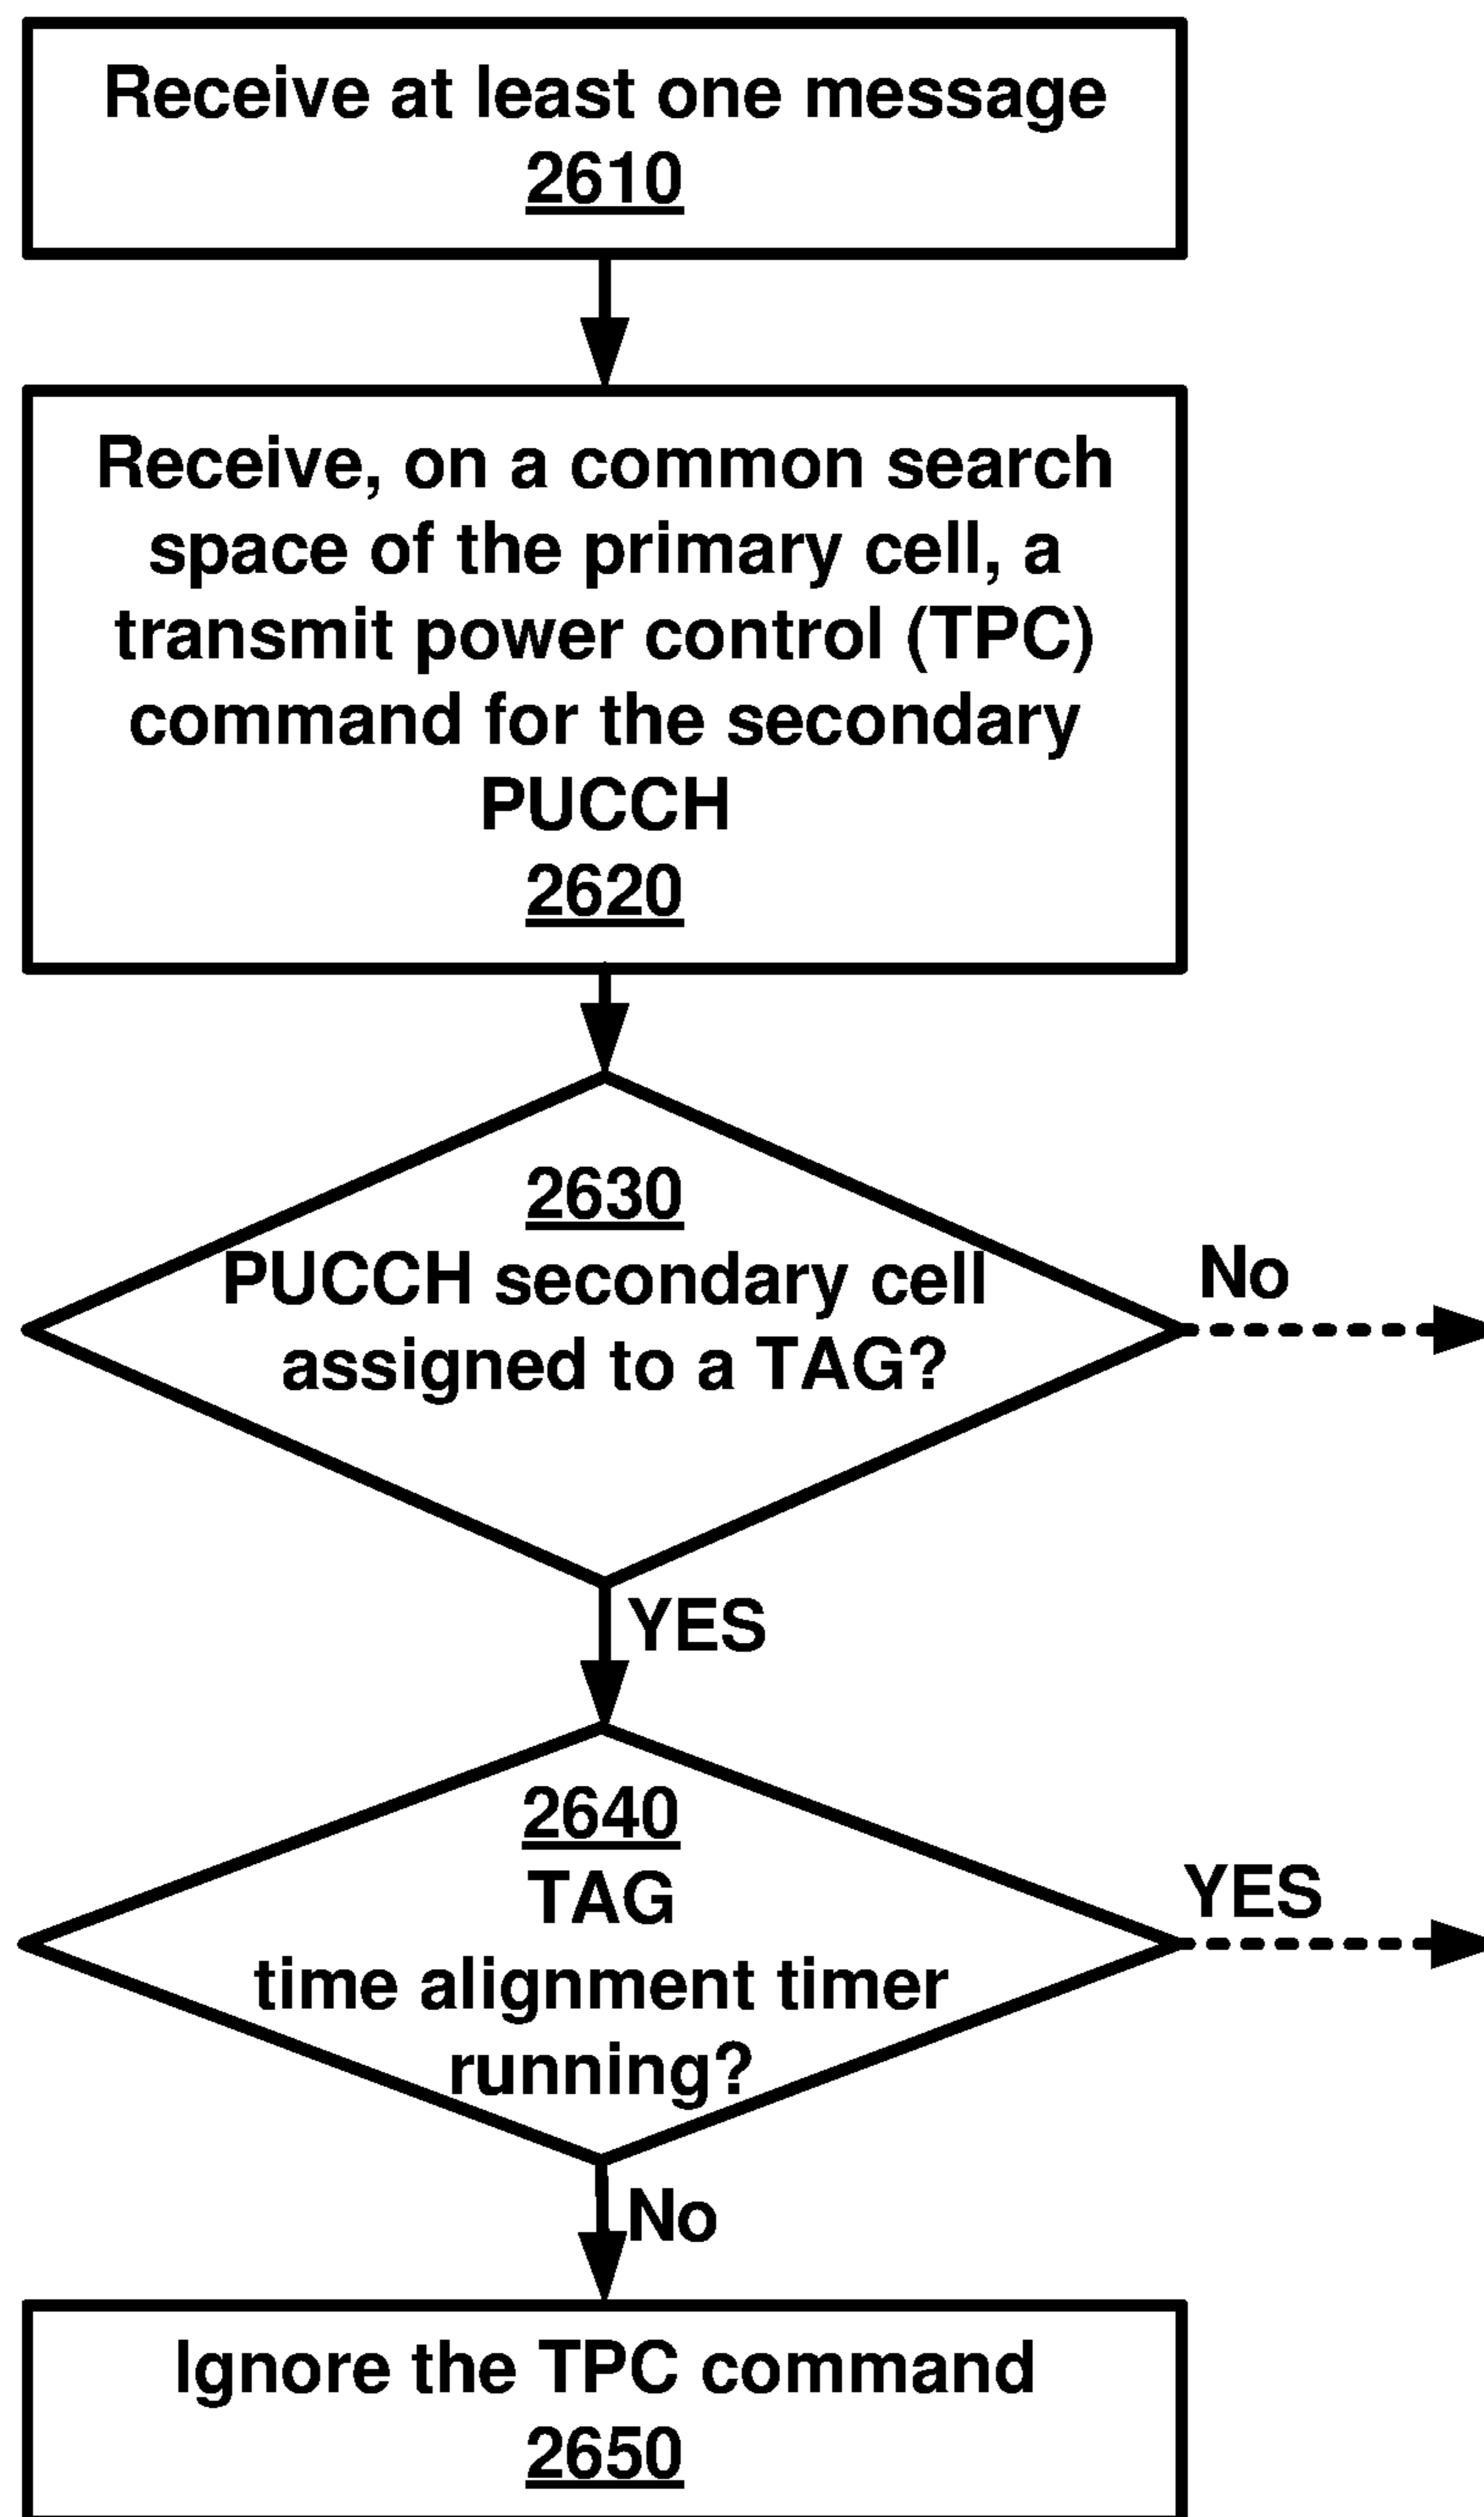 Receive at least one message
2610
Receive, on a common search
space of the primary cell, a
transmit power control (TPC)
command for the secondary
PUCCH
2620
2630
PUCCH secondary cell
assigned to a TAG?
No
YES
2640
TAG
time alignment timer
running?
YES
No
Ignore the TPC command
2650